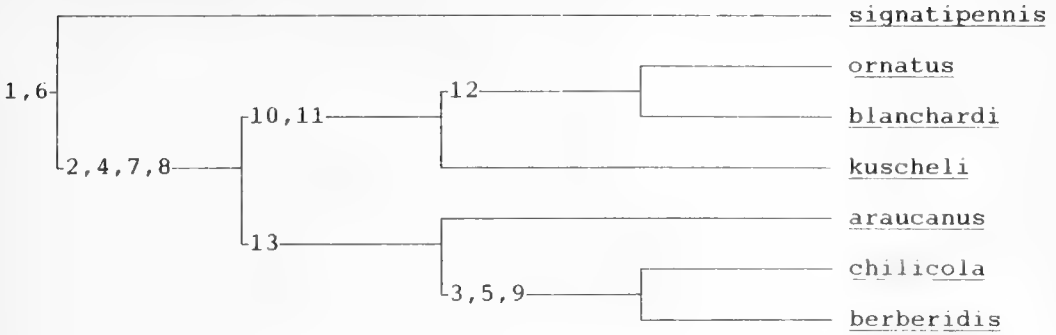 signatipennis
ornatus
1,6
12
10,11
blanchardi
2,4,7,8
kuscheli
araucanus
13
chilicola
3,5,9
berberidis